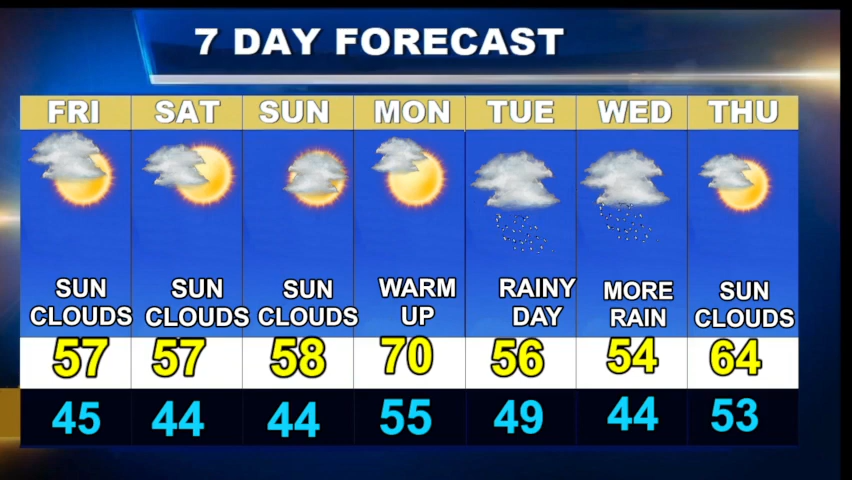 7 DAY FORECAST
FRI SAT SUN MON TUE WED THU
SUN CLOUDS
SUN CLOUDS
SUN CLOUDS
WARM UP
RAINY DAY
MORE RAIN
SUN CLOUDS
57 57 58 70 56 54 64
45 44 44 55 49 44 53